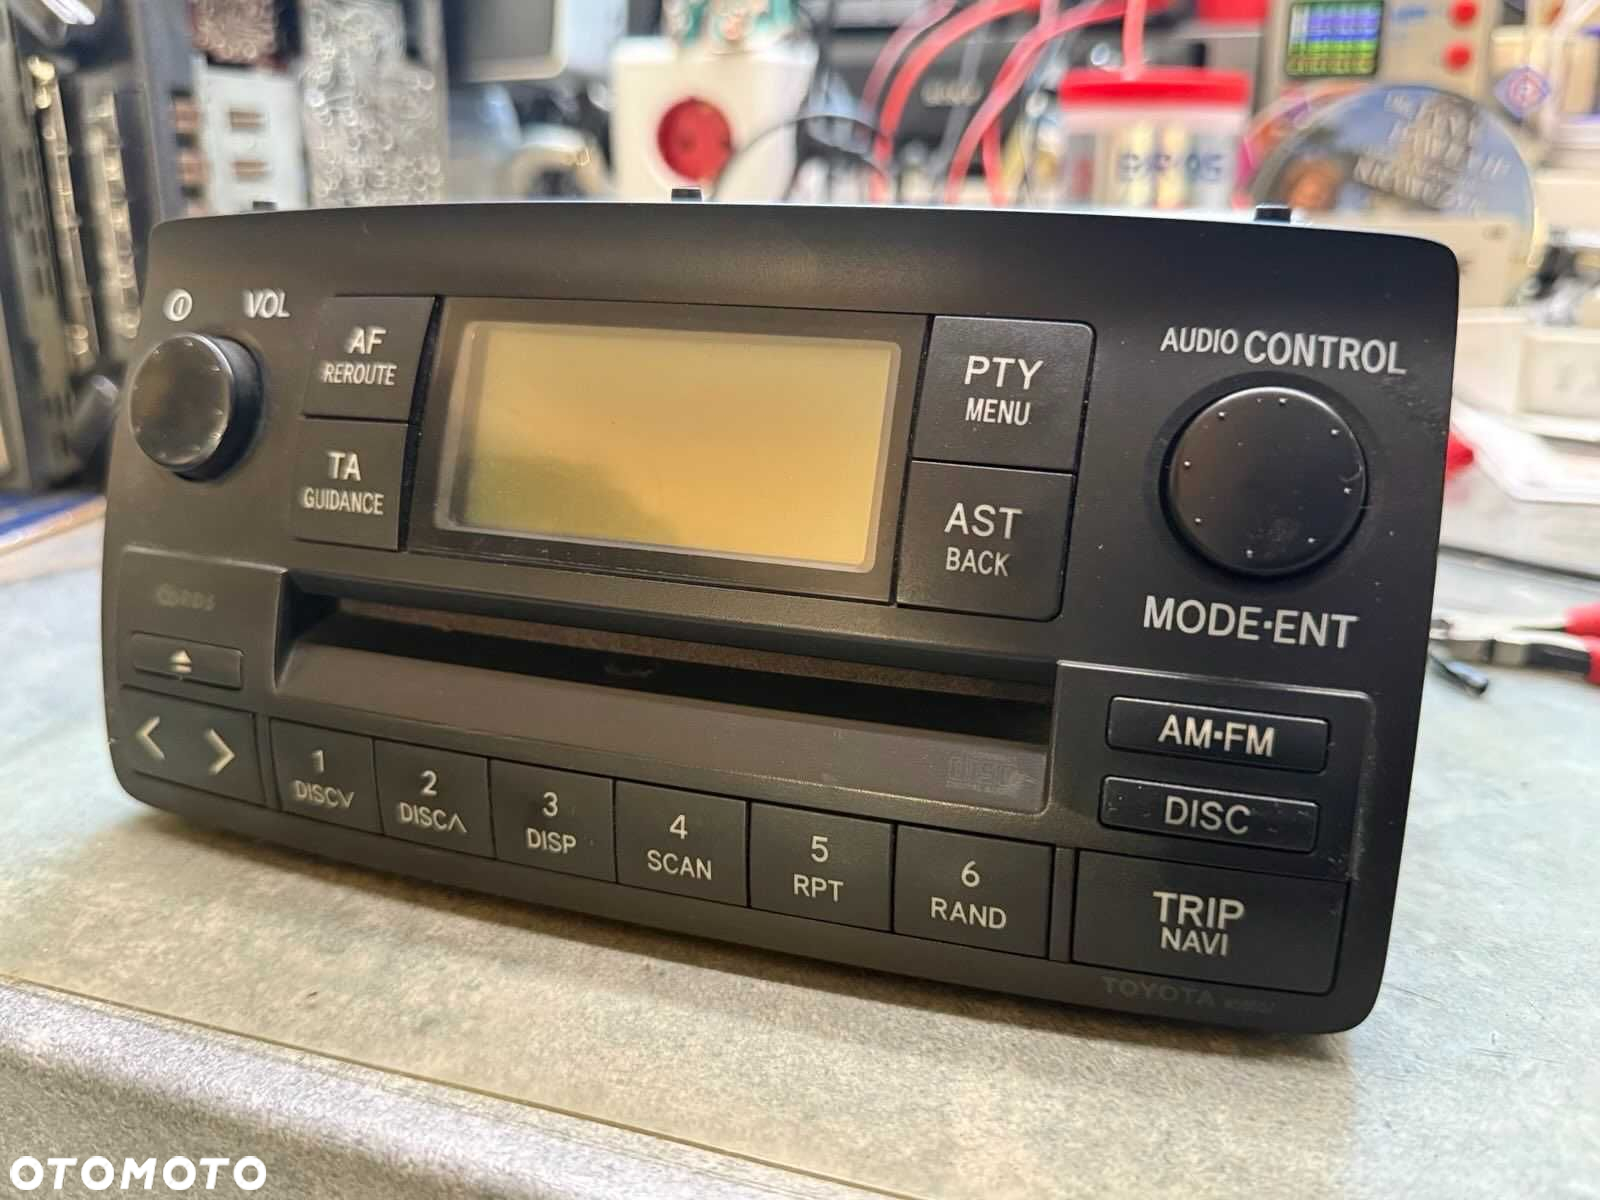 VOL
AF
REROUTE
TA
GUIDANCE
PTY
MENU
AST
BACK
AUDIO CONTROL
MODE·ENT
AM·FM
DISC
1
DISC∨
2
DISC∧
3
DISP
4
SCAN
5
RPT
6
RAND
TRIP
NAVI
TOYOTA
OTOMOTO